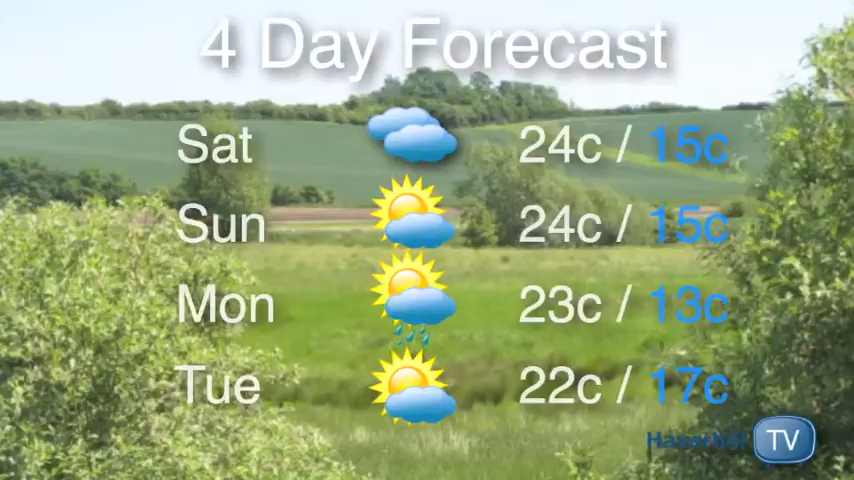 4 Day Forecast
Sat 24c / 15c
Sun 24c / 15c
Mon 23c / 13c
Tue 22c / 17c
Haverhill TV